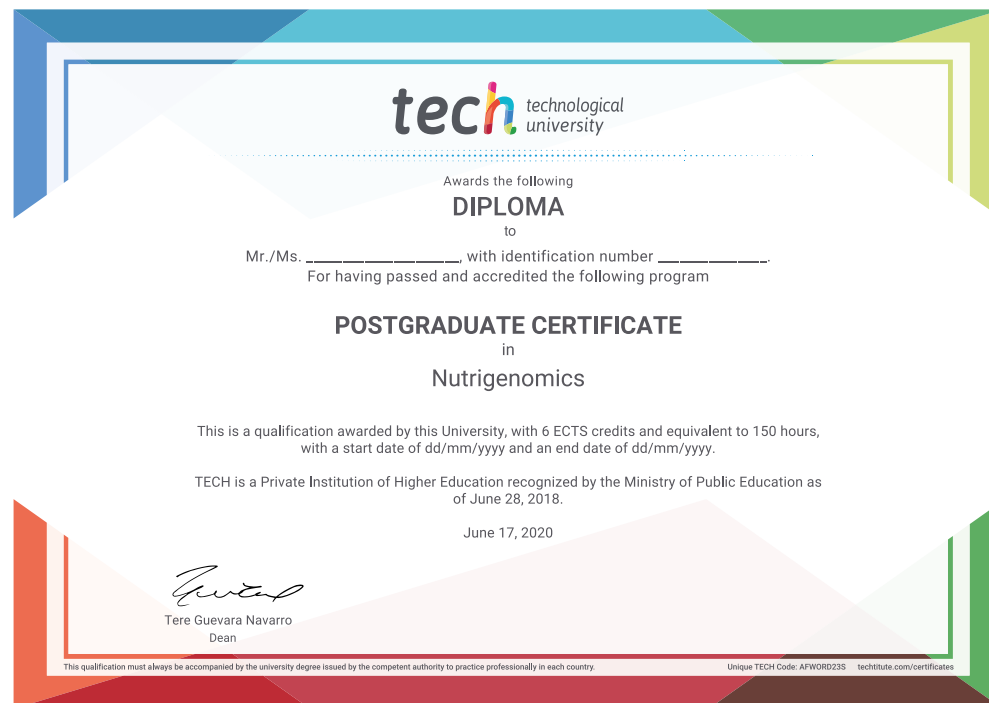 tech technological
university
Awards the following
DIPLOMA
to
Mr./Ms. ____________________, with identification number ______________.
For having passed and accredited the following program
POSTGRADUATE CERTIFICATE
in
Nutrigenomics
This is a qualification awarded by this University, with 6 ECTS credits and equivalent to 150 hours,
with a start date of dd/mm/yyyy and an end date of dd/mm/yyyy.
TECH is a Private Institution of Higher Education recognized by the Ministry of Public Education as
of June 28, 2018.
June 17, 2020
Tere Guevara Navarro
Dean
This qualification must always be accompanied by the university degree issued by the competent authority to practice professionally in each country.
Unique TECH Code: AFWORD23S techtitute.com/certificates